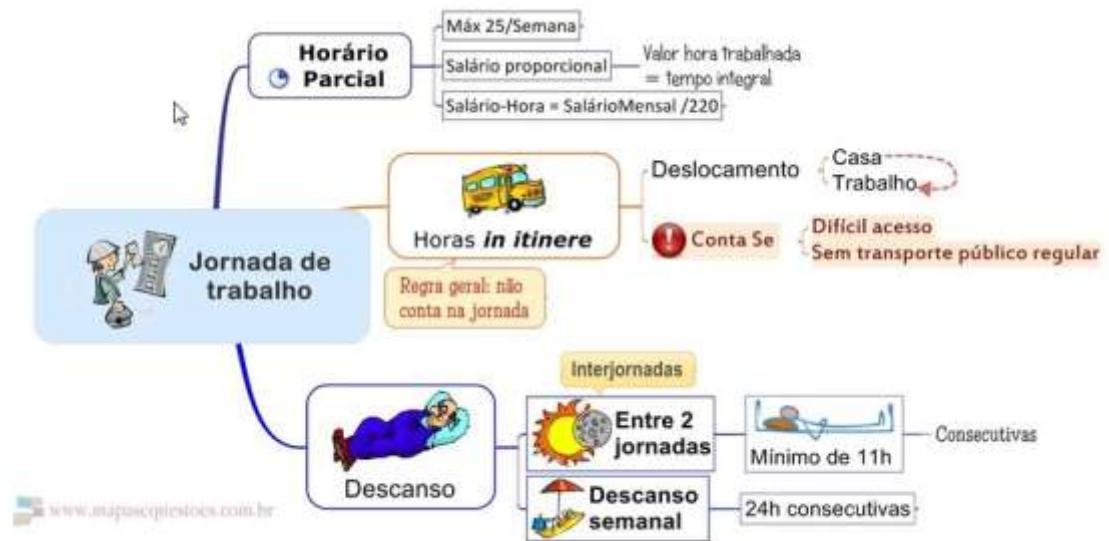 Horário
Parcial
Máx 25/Semana
Salário proporcional
Valor hora trabalhada
= tempo integral
Salário-Hora = SalárioMensal /220
Jornada de
trabalho
Horas in itinere
Regra geral: não
conta na jornada
Deslocamento
Casa
Trabalho
Conta Se
Difícil acesso
Sem transporte público regular
Descanso
Interjornadas
Entre 2
jornadas
Mínimo de 11h
Consecutivas
Descanso
semanal
24h consecutivas
www.mapasequestoes.com.br